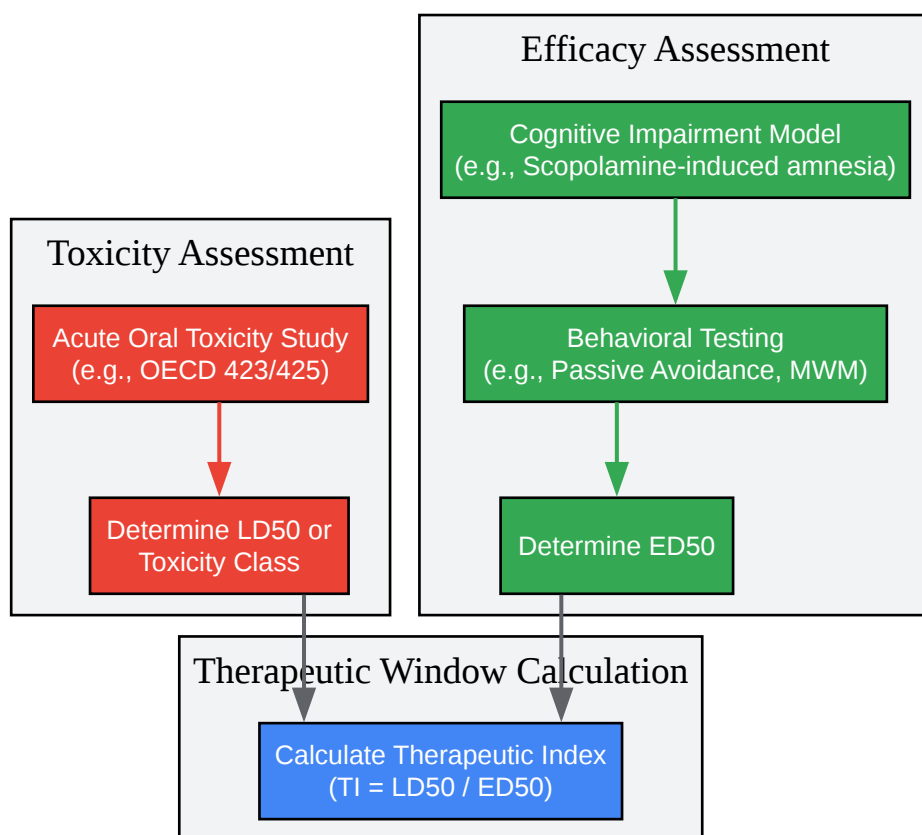 Efficacy Assessment
Cognitive Impairment Model
(e.g., Scopolamine-induced amnesia)
Behavioral Testing
(e.g., Passive Avoidance, MWM)
Determine ED50
Toxicity Assessment
Acute Oral Toxicity Study
(e.g., OECD 423/425)
Determine LD50 or
Toxicity Class
Therapeutic Window Calculation
Calculate Therapeutic Index
(TI = LD50 / ED50)